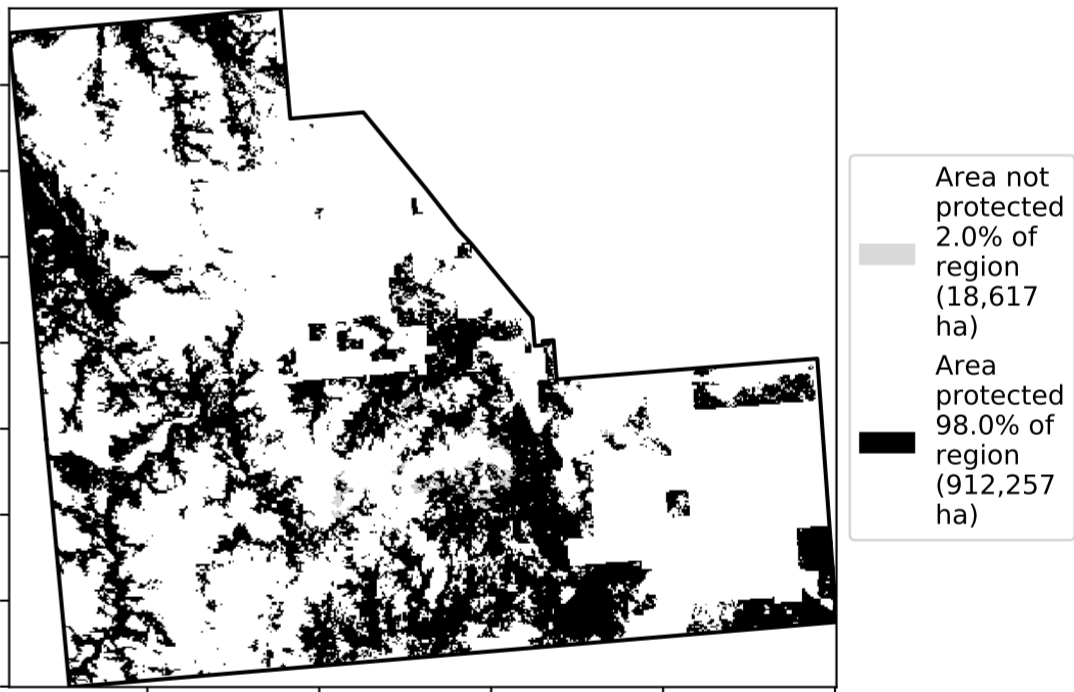 Area not
protected
2.0% of
region
(18,617
ha)
Area
protected
98.0% of
region
(912,257
ha)